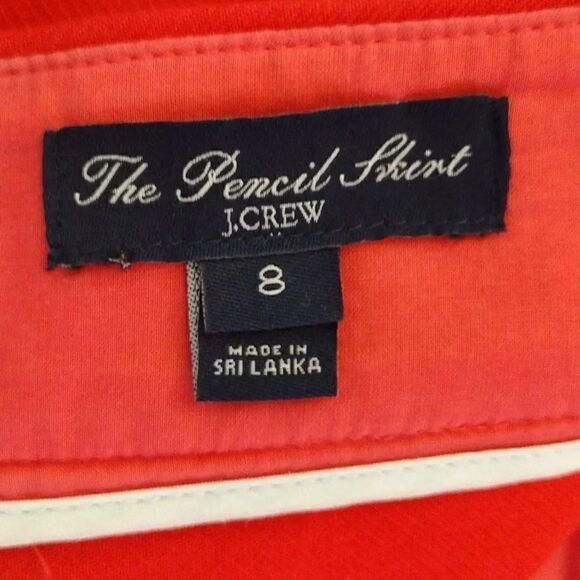 The Pencil Skirt
J.CREW
8
MADE IN
SRI LANKA